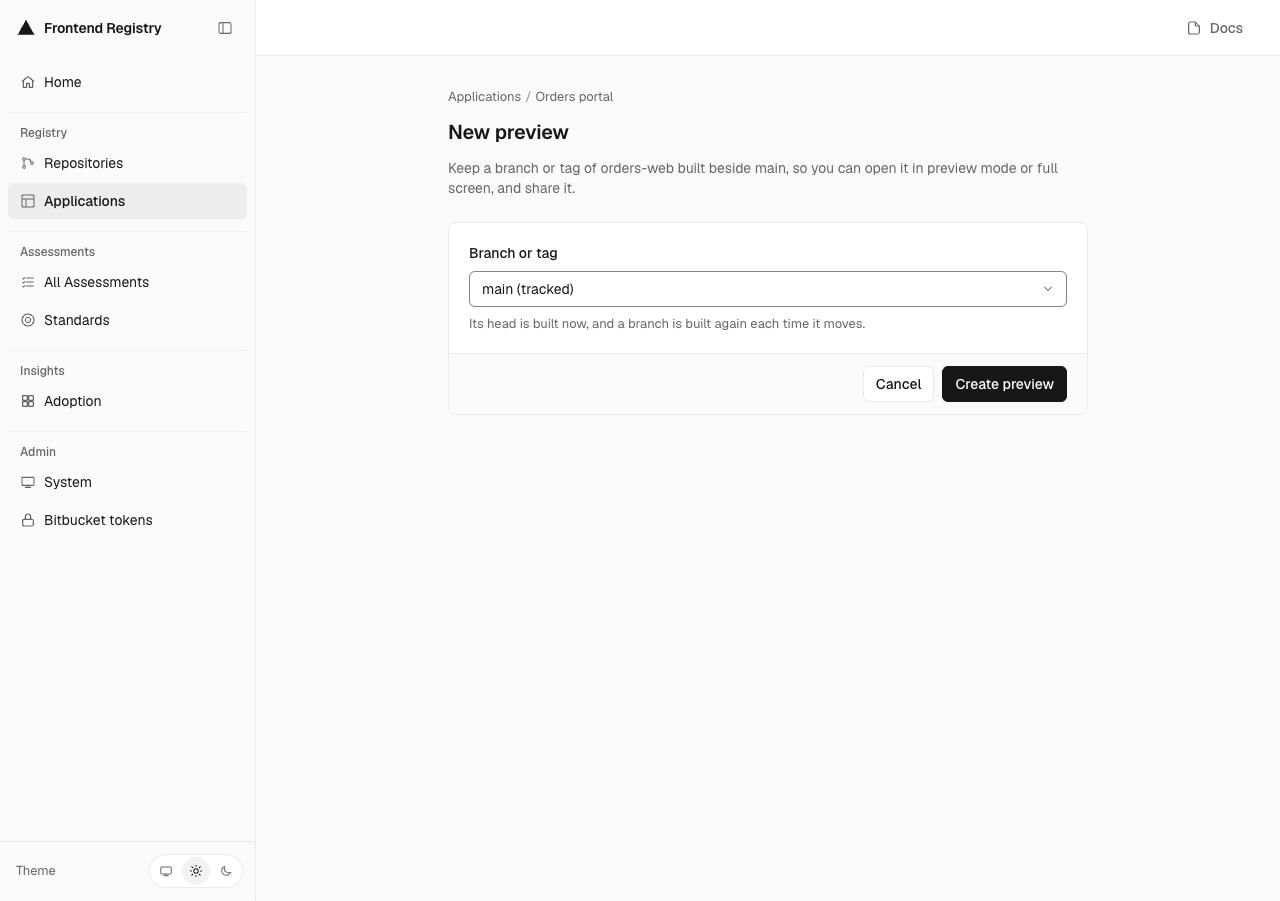 Frontend Registry
Docs
Home
Registry
Repositories
Applications
Assessments
All Assessments
Standards
Insights
Adoption
Admin
System
Bitbucket tokens
Theme
Applications / Orders portal
New preview
Keep a branch or tag of orders-web built beside main, so you can open it in preview mode or full
screen, and share it.
Branch or tag
main (tracked)
Its head is built now, and a branch is built again each time it moves.
Cancel
Create preview